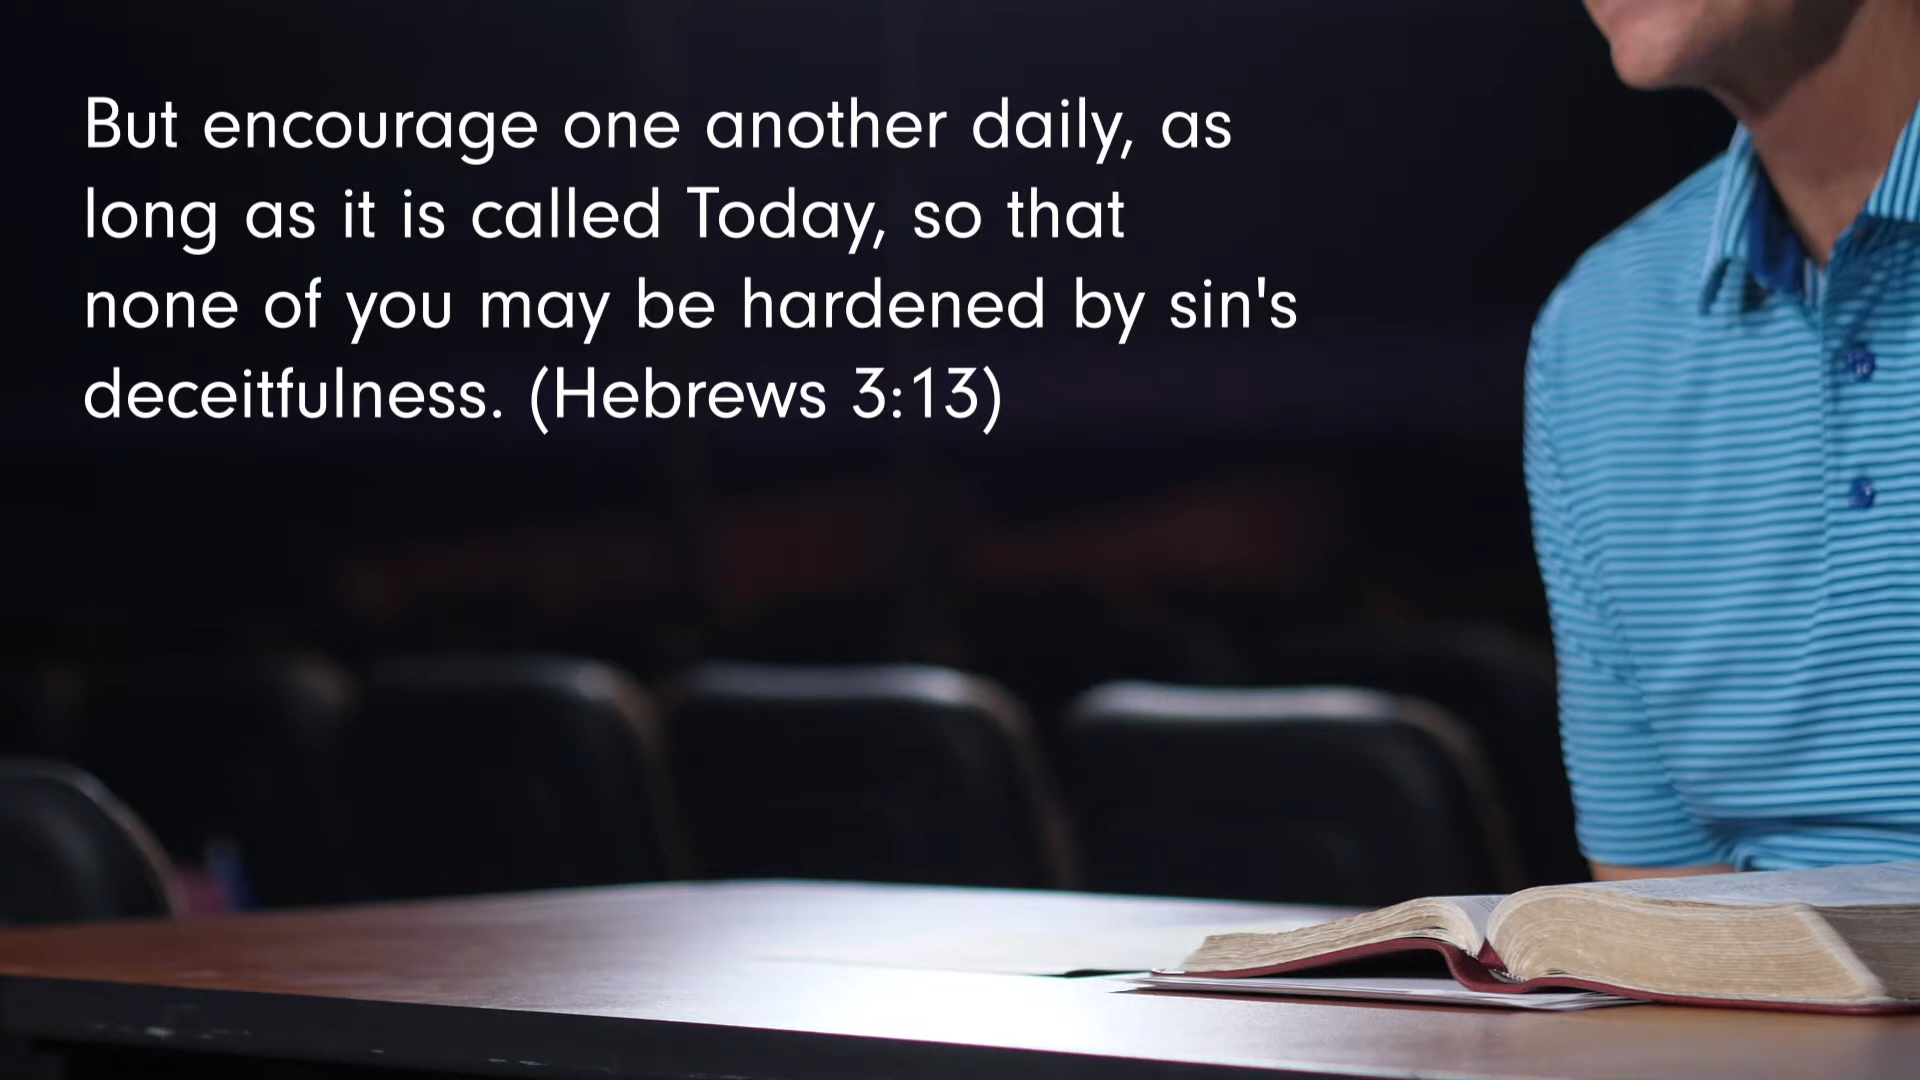 But encourage one another daily, as
long as it is called Today, so that
none of you may be hardened by sin's
deceitfulness. (Hebrews 3:13)